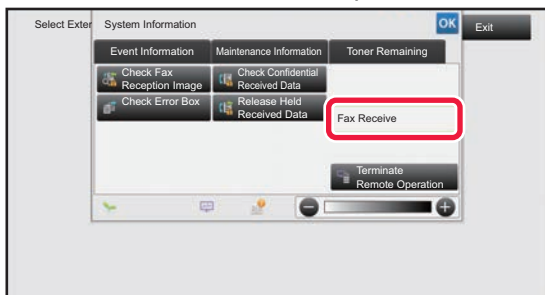 Select Exter
System Information
OK
Exit
Event Information
Maintenance Information
Toner Remaining
Check Fax
Reception Image
Check Confidential
Received Data
Check Error Box
Release Held
Received Data
Fax Receive
Terminate
Remote Operation